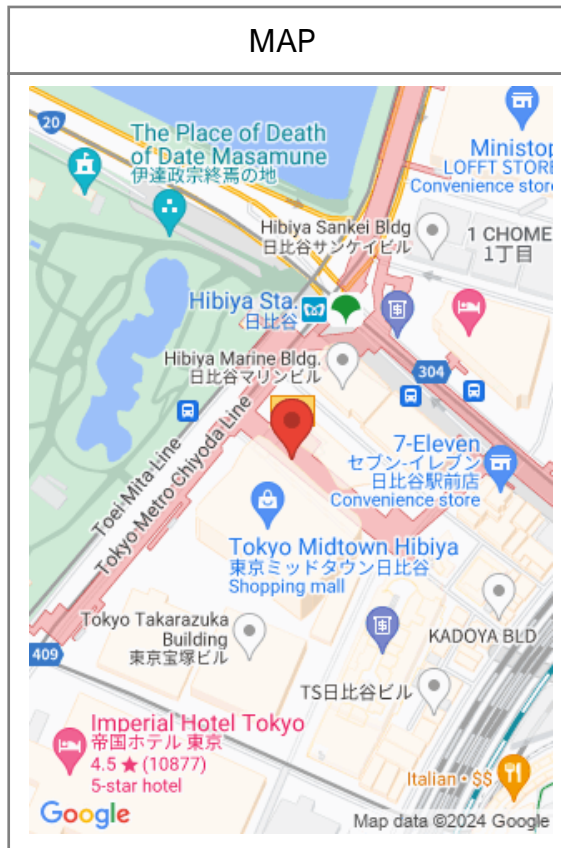 MAP
20
The Place of Death
of Date Masamune
伊達政宗終焉の地
Ministop
LOFFT STORE
Convenience store
Hibiya Sankei Bldg
日比谷サンケイビル
1 CHOME
1丁目
Hibiya Sta.
日比谷
Hibiya Marine Bldg.
日比谷マリンビル
304
Toei Mita Line
Tokyo Metro Chiyoda Line
7-Eleven
セブン-イレブン
日比谷駅前店
Convenience store
Tokyo Midtown Hibiya
東京ミッドタウン日比谷
Shopping mall
Tokyo Takarazuka
Building
東京宝塚ビル
KADOYA BLD
409
TS日比谷ビル
Imperial Hotel Tokyo
帝国ホテル 東京
4.5 ★ (10877)
5-star hotel
Italian • $$
Google
Map data ©2024 Google